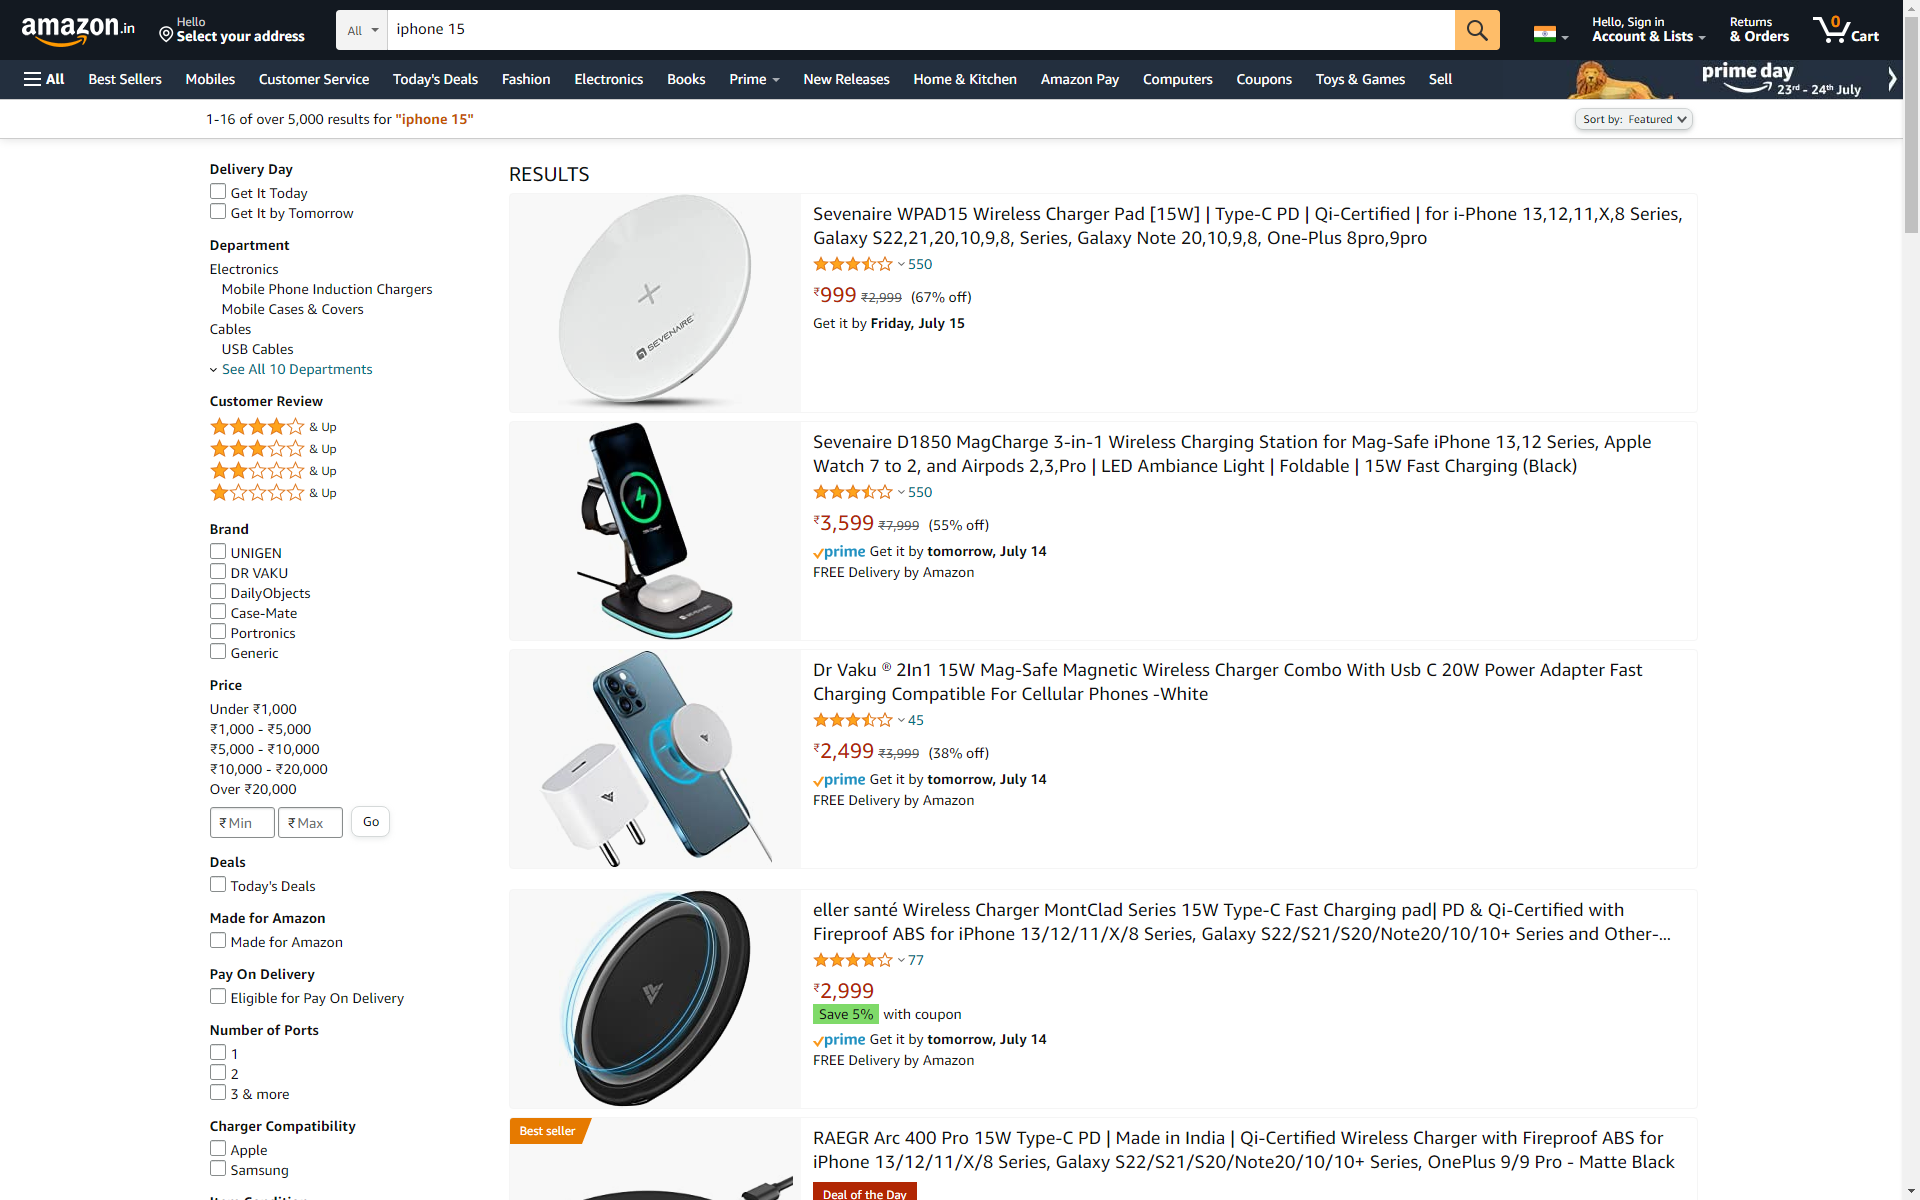 amazon.in
Hello
Select your address
All
iphone 15
Hello, Sign in
Account & Lists
Returns
& Orders
0
Cart
All
Best Sellers
Mobiles
Customer Service
Today's Deals
Fashion
Electronics
Books
Prime
New Releases
Home & Kitchen
Amazon Pay
Computers
Coupons
Toys & Games
Sell
prime day
23rd - 24th July
1-16 of over 5,000 results for "iphone 15"
Sort by: Featured
Delivery Day
Get It Today
Get It by Tomorrow
Department
Electronics
Mobile Phone Induction Chargers
Mobile Cases & Covers
Cables
USB Cables
See All 10 Departments
Customer Review
& Up
& Up
& Up
& Up
Brand
UNIGEN
DR VAKU
DailyObjects
Case-Mate
Portronics
Generic
Price
Under ₹1,000
₹1,000 - ₹5,000
₹5,000 - ₹10,000
₹10,000 - ₹20,000
Over ₹20,000
₹ Min
₹ Max
Go
Deals
Today's Deals
Made for Amazon
Made for Amazon
Pay On Delivery
Eligible for Pay On Delivery
Number of Ports
1
2
3 & more
Charger Compatibility
Apple
Samsung
Item Condition
RESULTS
SEVENAIRE
Sevenaire WPAD15 Wireless Charger Pad [15W] | Type-C PD | Qi-Certified | for i-Phone 13,12,11,X,8 Series,
Galaxy S22,21,20,10,9,8, Series, Galaxy Note 20,10,9,8, One-Plus 8pro,9pro
550
₹999 ₹2,999 (67% off)
Get it by Friday, July 15
Sevenaire D1850 MagCharge 3-in-1 Wireless Charging Station for Mag-Safe iPhone 13,12 Series, Apple
Watch 7 to 2, and Airpods 2,3,Pro | LED Ambiance Light | Foldable | 15W Fast Charging (Black)
550
₹3,599 ₹7,999 (55% off)
prime Get it by tomorrow, July 14
FREE Delivery by Amazon
Dr Vaku ® 2In1 15W Mag-Safe Magnetic Wireless Charger Combo With Usb C 20W Power Adapter Fast
Charging Compatible For Cellular Phones -White
45
₹2,499 ₹3,999 (38% off)
prime Get it by tomorrow, July 14
FREE Delivery by Amazon
eller santé Wireless Charger MontClad Series 15W Type-C Fast Charging pad| PD & Qi-Certified with
Fireproof ABS for iPhone 13/12/11/X/8 Series, Galaxy S22/S21/S20/Note20/10/10+ Series and Other-...
77
₹2,999
Save 5% with coupon
prime Get it by tomorrow, July 14
FREE Delivery by Amazon
Best seller
RAEGR Arc 400 Pro 15W Type-C PD | Made in India | Qi-Certified Wireless Charger with Fireproof ABS for
iPhone 13/12/11/X/8 Series, Galaxy S22/S21/S20/Note20/10/10+ Series, OnePlus 9/9 Pro - Matte Black
Deal of the Day